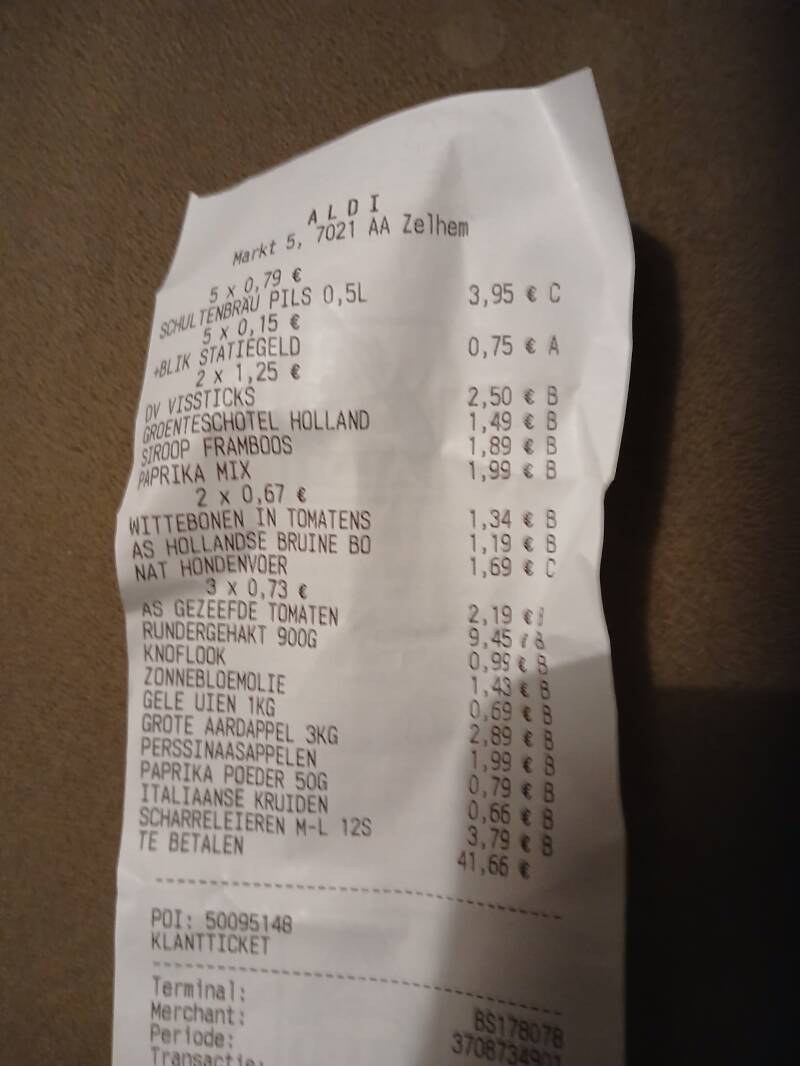 A L D I
Markt 5, 7021 AA Zelhem
5 x 0,79 €
SCHULTENBRÄU PILS 0,5L 3,95 € C
5 x 0,15 €
+BLIK STATIEGELD 0,75 € A
2 x 1,25 €
DV VISSTICKS 2,50 € B
GROENTESCHOTEL HOLLAND 1,49 € B
SIROOP FRAMBOOS 1,89 € B
PAPRIKA MIX 1,99 € B
2 x 0,67 €
WITTEBONEN IN TOMATENS 1,34 € B
AS HOLLANDSE BRUINE BO 1,19 € B
NAT HONDENVOER 1,69 € C
3 x 0,73 €
AS GEZEEFDE TOMATEN 2,19 €
RUNDERGEHAKT 900G 9,45 € B
KNOFLOOK 0,99 € B
ZONNEBLOEMOLIE 1,43 € B
GELE UIEN 1KG 0,69 € B
GROTE AARDAPPEL 3KG 2,89 € B
PERSSINAASAPPELEN 1,99 € B
PAPRIKA POEDER 50G 0,79 € B
ITALIAANSE KRUIDEN 0,66 € B
SCHARRELEIEREN M-L 12S 3,79 € B
TE BETALEN 41,66 €
POI: 50095148
KLANTTICKET
Terminal: BS178078
Merchant: 3708734901
Periode:
Transactie: